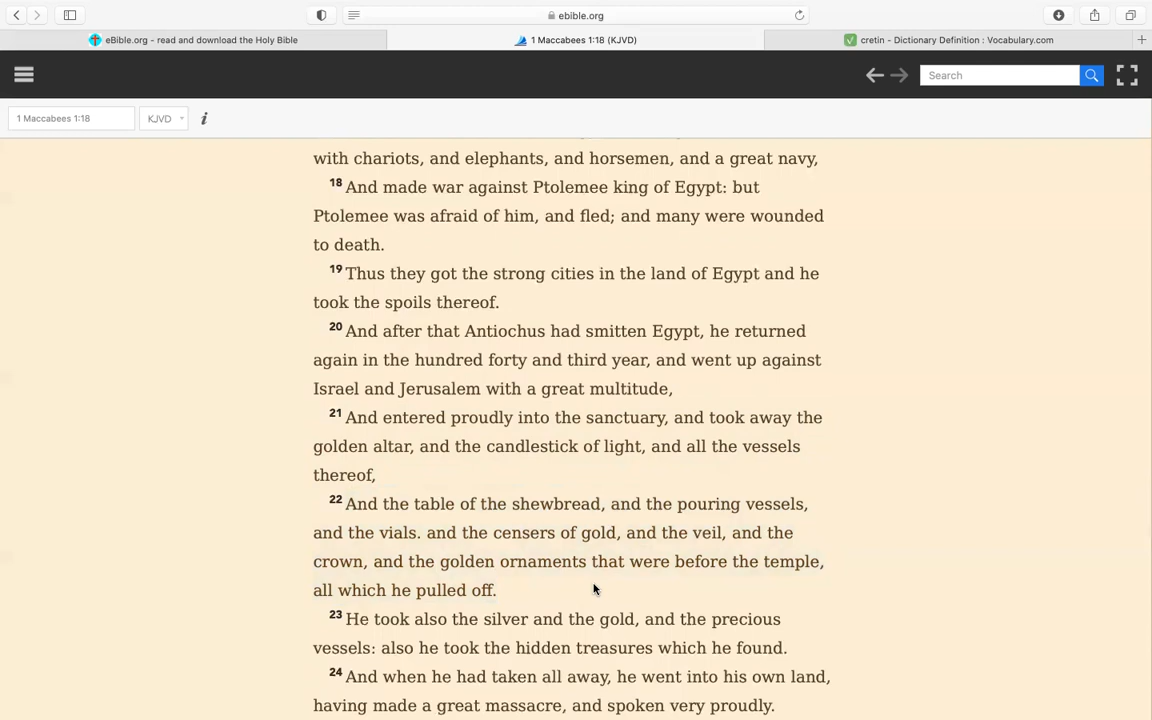 ebible.org
eBible.org - read and download the Holy Bible
1 Maccabees 1:18 (KJVD)
cretin - Dictionary Definition : Vocabulary.com
Search
1 Maccabees 1:18
KJVD
i
with chariots, and elephants, and horsemen, and a great navy,
18 And made war against Ptolemee king of Egypt: but
Ptolemee was afraid of him, and fled; and many were wounded
to death.
19 Thus they got the strong cities in the land of Egypt and he
took the spoils thereof.
20 And after that Antiochus had smitten Egypt, he returned
again in the hundred forty and third year, and went up against
Israel and Jerusalem with a great multitude,
21 And entered proudly into the sanctuary, and took away the
golden altar, and the candlestick of light, and all the vessels
thereof,
22 And the table of the shewbread, and the pouring vessels,
and the vials. and the censers of gold, and the veil, and the
crown, and the golden ornaments that were before the temple,
all which he pulled off.
23 He took also the silver and the gold, and the precious
vessels: also he took the hidden treasures which he found.
24 And when he had taken all away, he went into his own land,
having made a great massacre, and spoken very proudly.